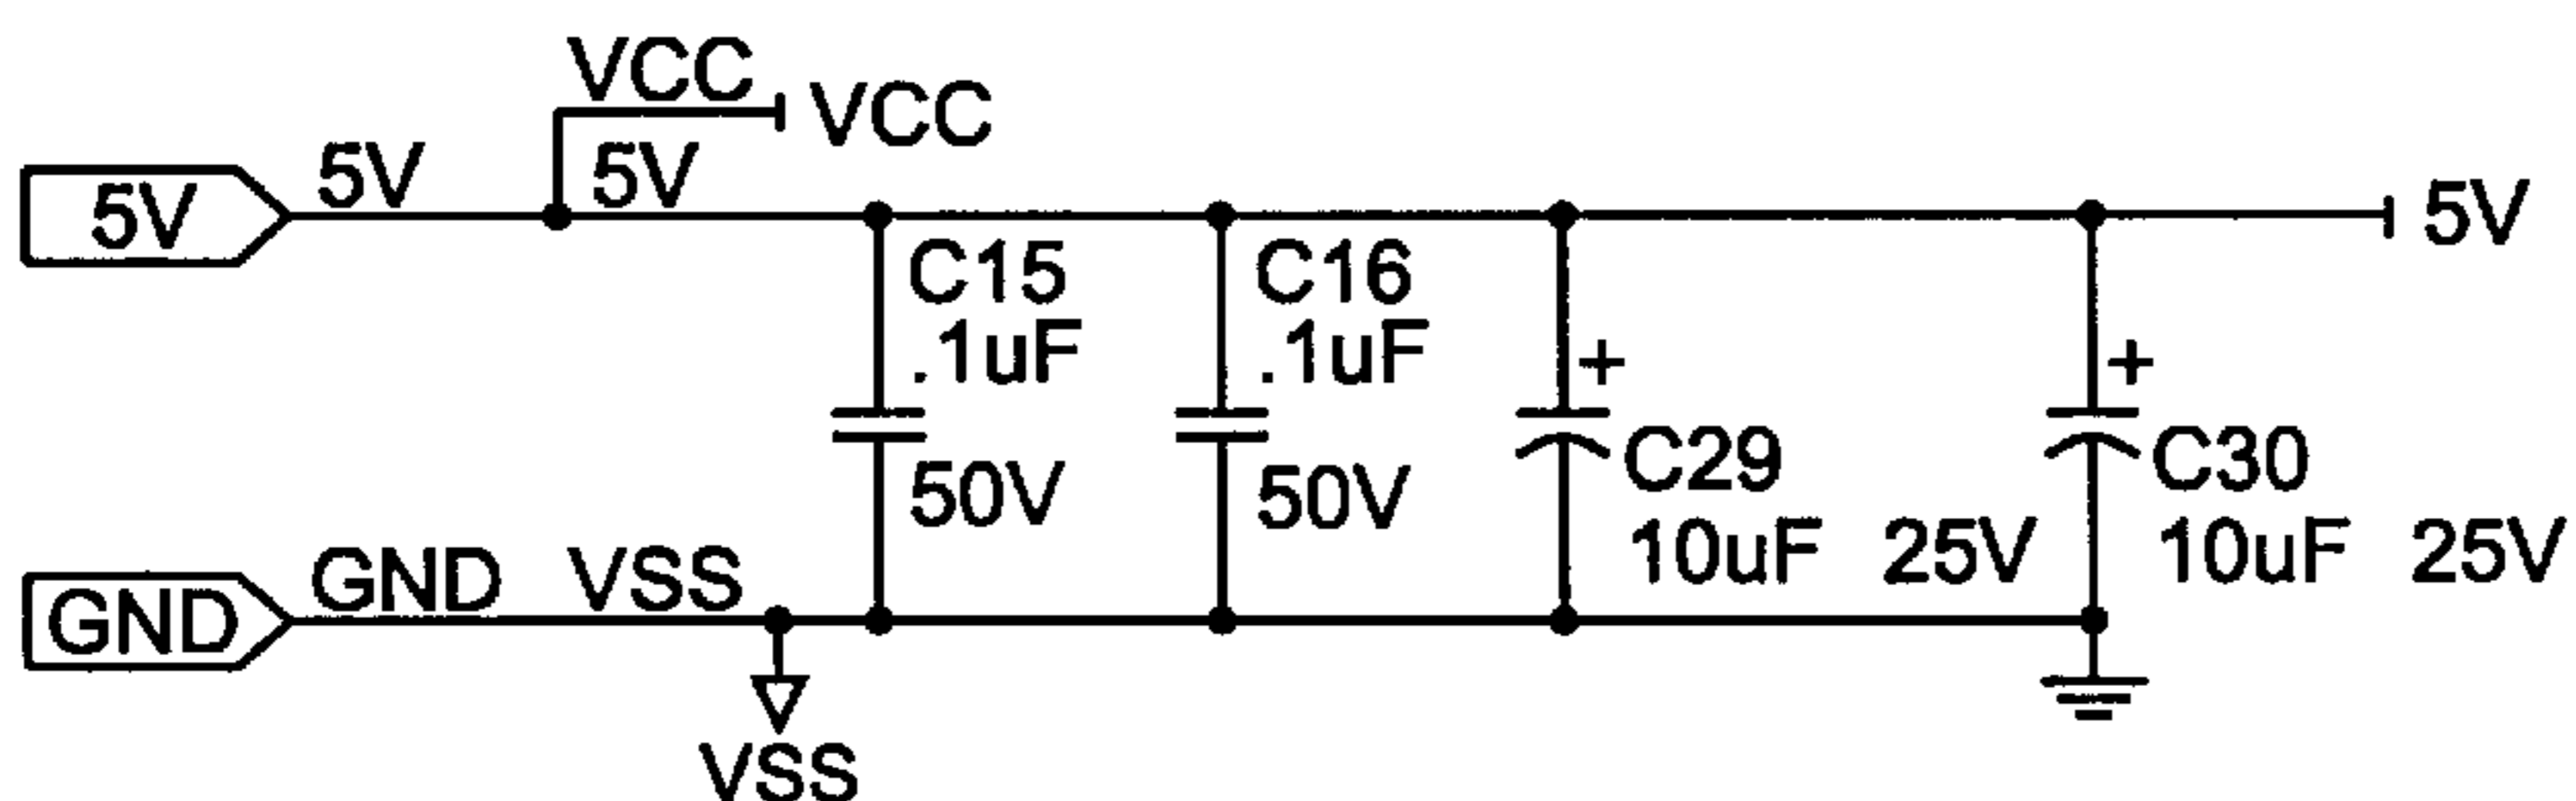 VCC
VCC
5V 5V 5V 5V
C15 C16
.1uF .1uF
+ +
C29 C30
50V 50V
10uF 25V 10uF 25V
GND GND VSS
VSS